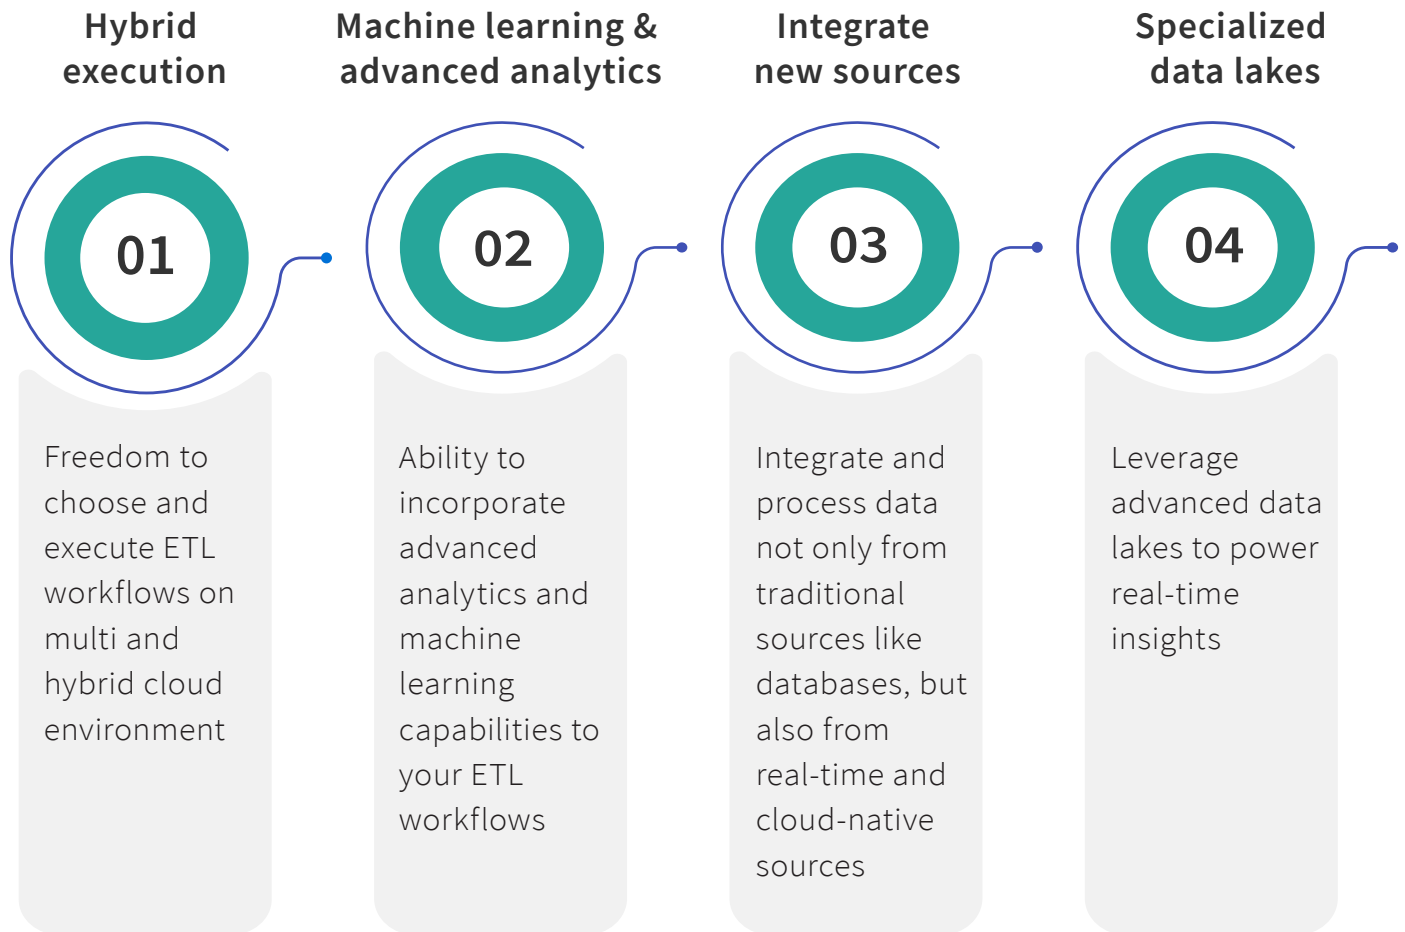 Hybrid
execution
01
Freedom to
choose and
execute ETL
workflows on
multi and
hybrid cloud
environment
Machine learning &
advanced analytics
02
Ability to
incorporate
advanced
analytics and
machine
learning
capabilities to
your ETL
workflows
Integrate
new sources
03
Integrate and
process data
not only from
traditional
sources like
databases, but
also from
real-time and
cloud-native
sources
Specialized
data lakes
04
Leverage
advanced data
lakes to power
real-time
insights